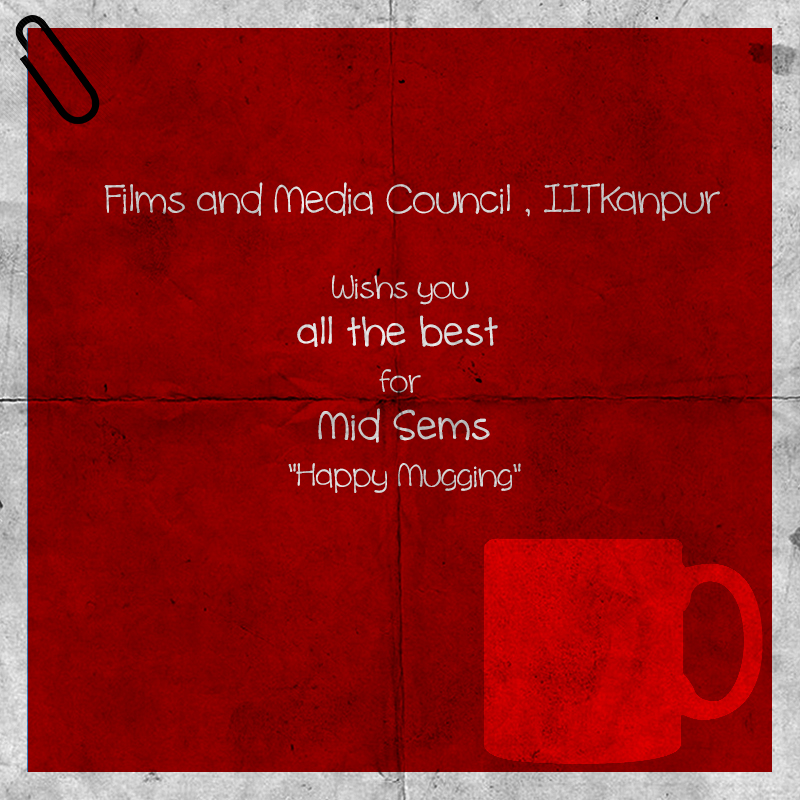 Films and Media Council , IITKanpur
Wishs you
all the best
for
Mid Sems
"Happy Mugging"